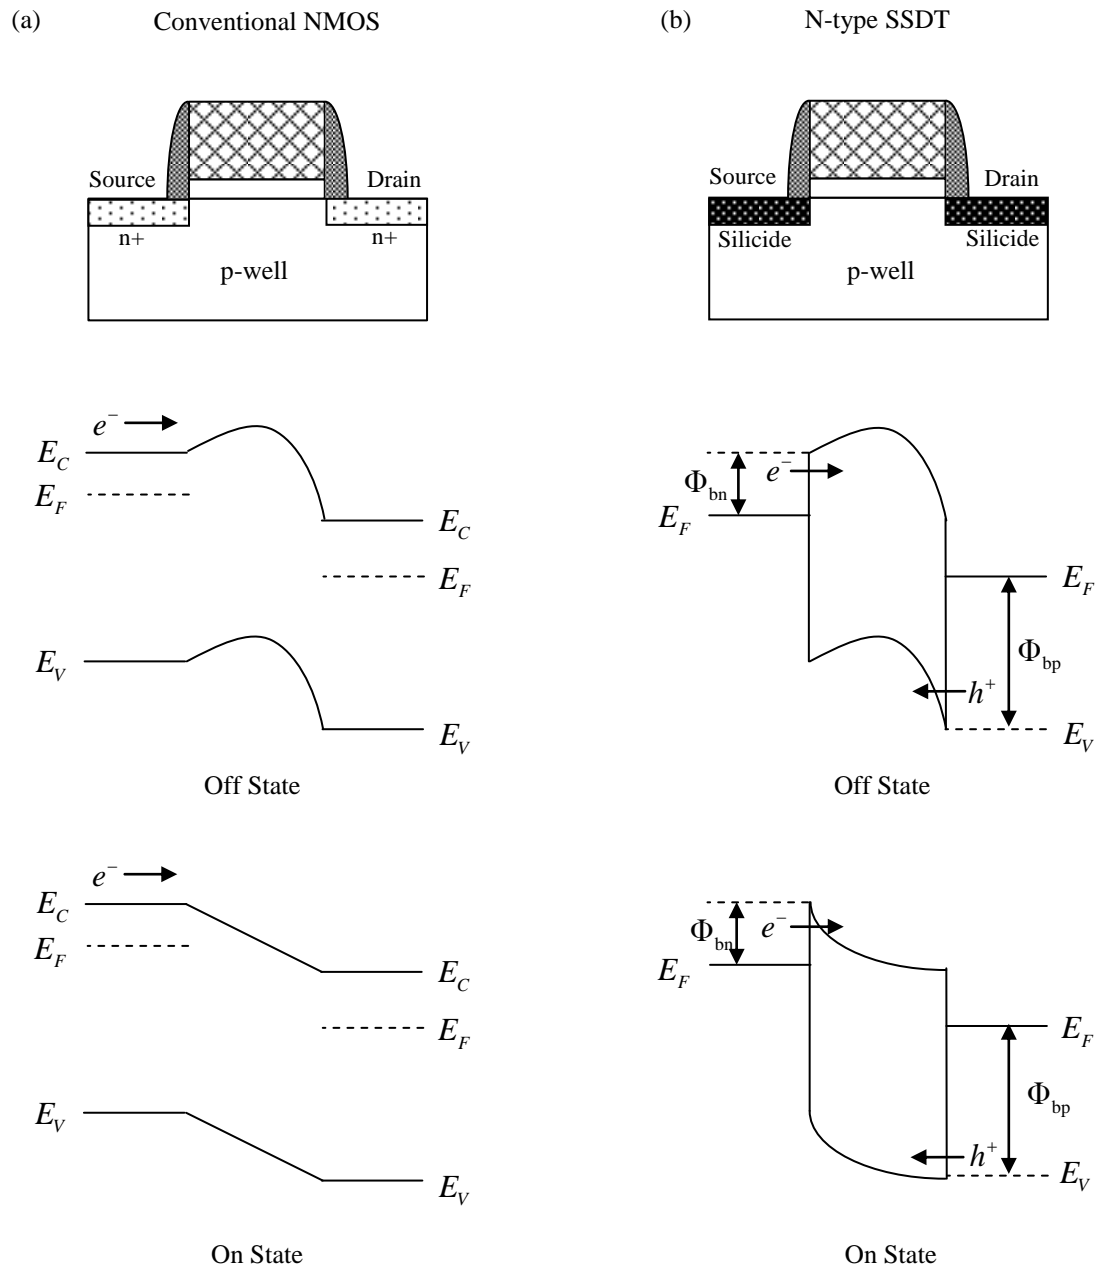 (a) Conventional NMOS
(b) N-type SSDT
Source Drain
n+ n+
p-well
Source Drain
Silicide Silicide
p-well
e⁻
E_C
E_F
E_C
E_F
E_V
E_V
Off State
Φ_bn
e⁻
E_F
E_F
Φ_bp
h⁺
E_V
Off State
e⁻
E_C
E_F
E_C
E_F
E_V
E_V
On State
Φ_bn
e⁻
E_F
E_F
Φ_bp
h⁺
E_V
On State